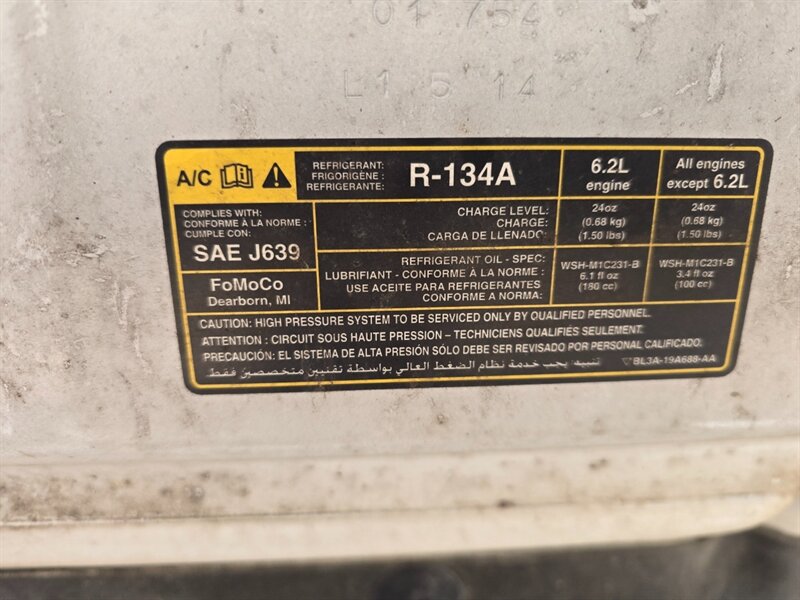 01 754
L1 5 14
A/C
REFRIGERANT:
FRIGORIGÈNE :
REFRIGERANTE:
R-134A
6.2L
engine
All engines
except 6.2L
COMPLIES WITH:
CONFORME À LA NORME :
CUMPLE CON:
SAE J639
CHARGE LEVEL:
CHARGE:
CARGA DE LLENADO:
24oz
(0.68 kg)
(1.50 lbs)
24oz
(0.68 kg)
(1.50 lbs)
FoMoCo
Dearborn, MI
REFRIGERANT OIL - SPEC:
LUBRIFIANT - CONFORME À LA NORME :
USE ACEITE PARA REFRIGERANTES
CONFORME A NORMA:
WSH-M1C231-B
6.1 fl oz
(180 cc)
WSH-M1C231-B
3.4 fl oz
(100 cc)
CAUTION: HIGH PRESSURE SYSTEM TO BE SERVICED ONLY BY QUALIFIED PERSONNEL.
ATTENTION : CIRCUIT SOUS HAUTE PRESSION – TECHNICIENS QUALIFIÉS SEULEMENT.
PRECAUCIÓN: EL SISTEMA DE ALTA PRESIÓN SÓLO DEBE SER REVISADO POR PERSONAL CALIFICADO.
تنبيه: يجب خدمة نظام الضغط العالي بواسطة تقنيين متخصصين فقط
BL3A-19A688-AA